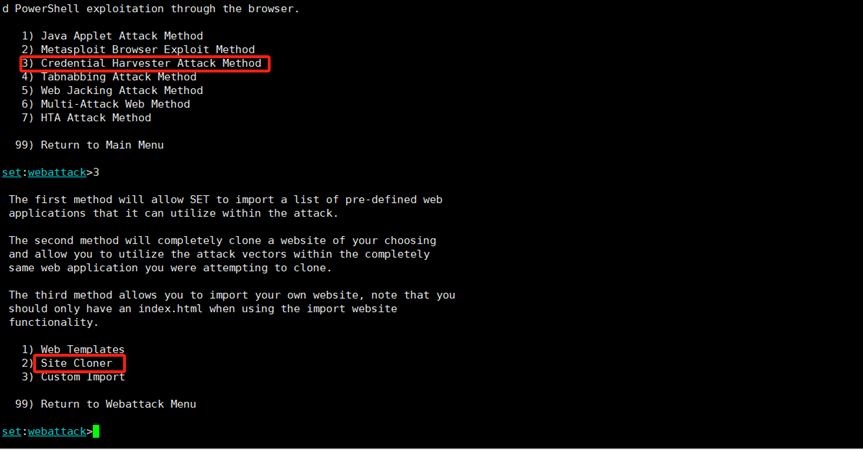 d PowerShell exploitation through the browser.
1) Java Applet Attack Method
2) Metasploit Browser Exploit Method
3) Credential Harvester Attack Method
4) Tabnabbing Attack Method
5) Web Jacking Attack Method
6) Multi-Attack Web Method
7) HTA Attack Method
99) Return to Main Menu
set:webattack>3
The first method will allow SET to import a list of pre-defined web
applications that it can utilize within the attack.
The second method will completely clone a website of your choosing
and allow you to utilize the attack vectors within the completely
same web application you were attempting to clone.
The third method allows you to import your own website, note that you
should only have an index.html when using the import website
functionality.
1) Web Templates
2) Site Cloner
3) Custom Import
99) Return to Webattack Menu
set:webattack>